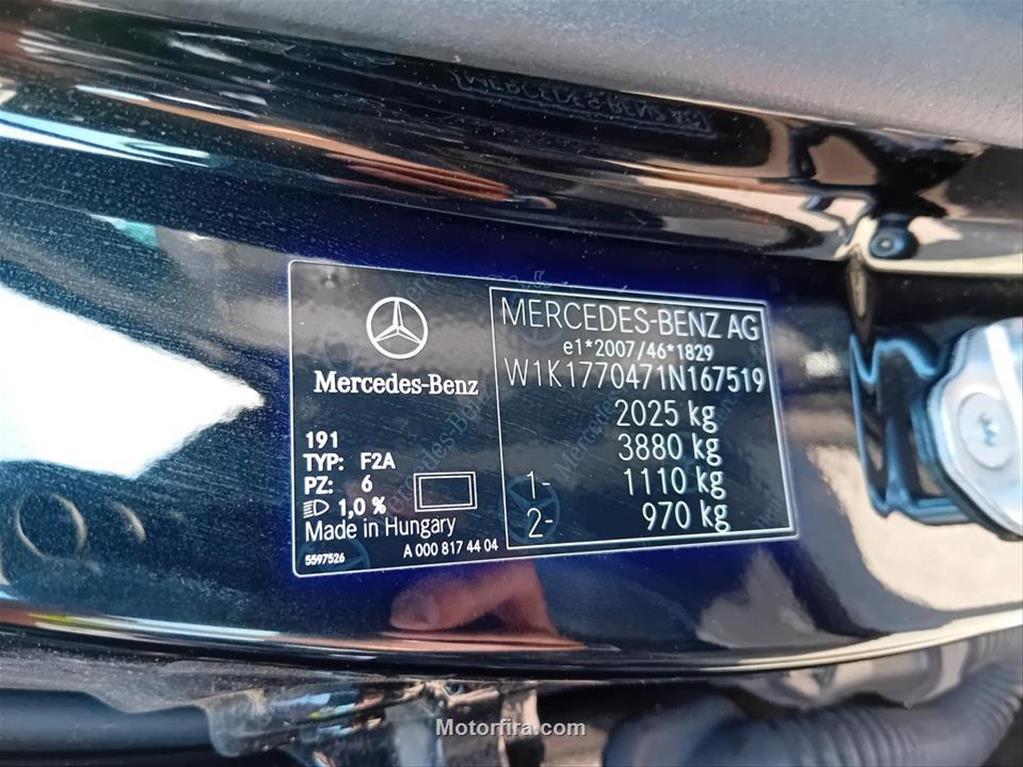 Mercedes-Benz
191
TYP: F2A
PZ: 6
1,0 %
Made in Hungary
5597526
A 000 817 44 04
MERCEDES-BENZ AG
e1*2007/46*1829
W1K1770471N167519
2025 kg
3880 kg
1- 1110 kg
2- 970 kg
Motorfira.com